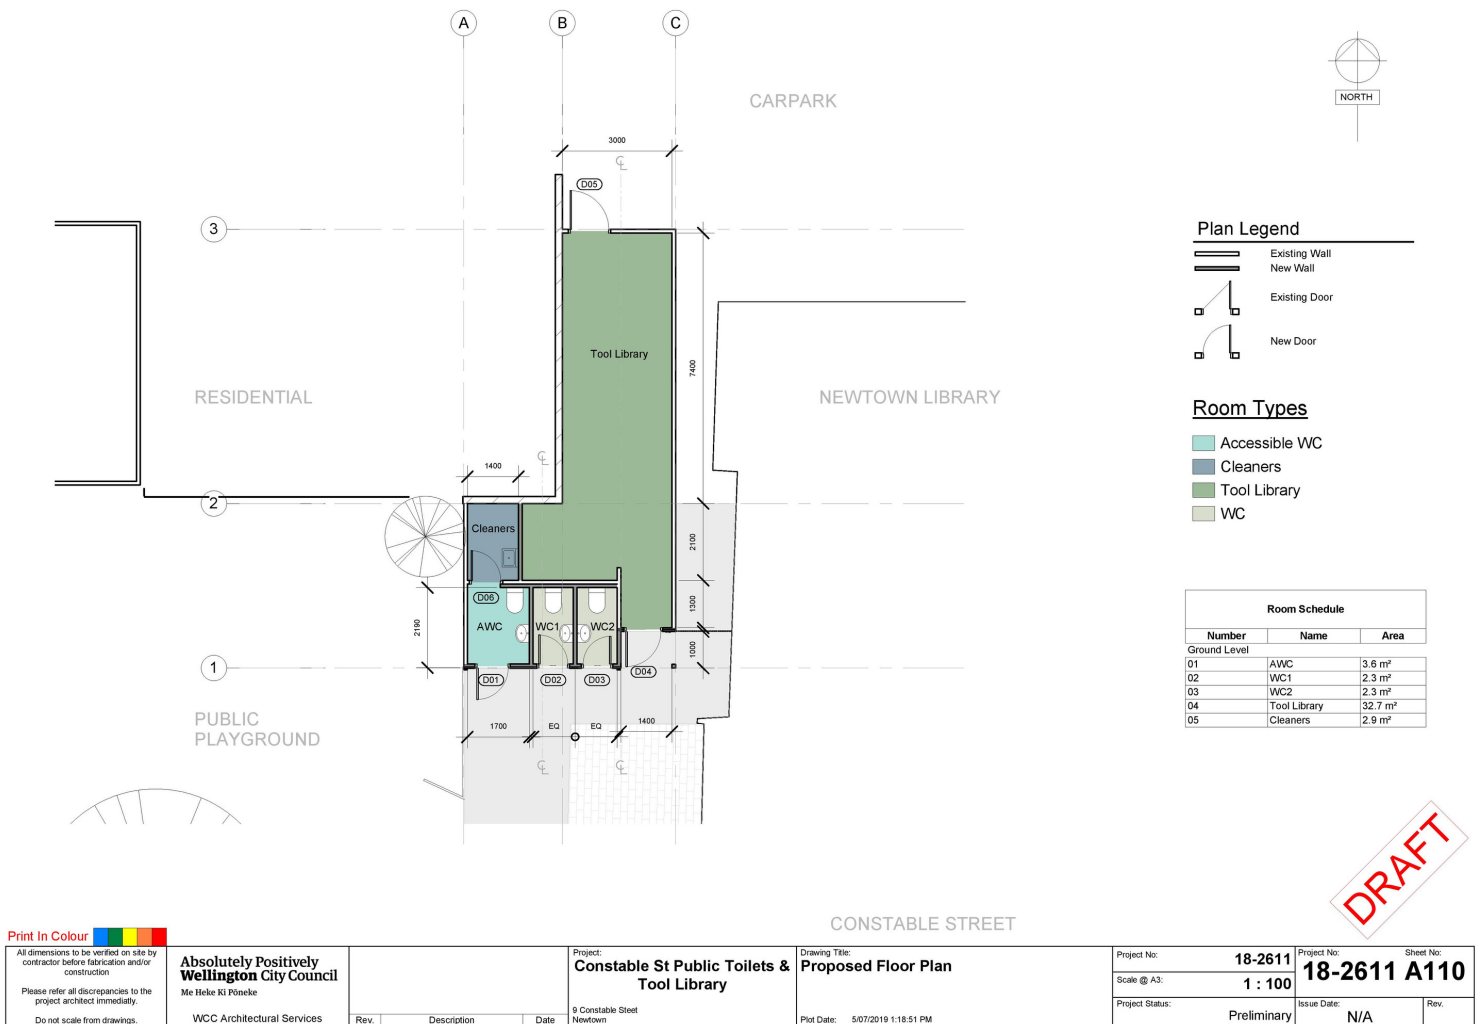 A
B
C
CARPARK
NORTH
3000
℄
D05
3
Plan Legend
Existing Wall
New Wall
Existing Door
New Door
Tool Library
7400
RESIDENTIAL
NEWTOWN LIBRARY
Room Types
Accessible WC
Cleaners
Tool Library
WC
℄
1400
2
Cleaners
2100
D06
1300
2190
AWC
WC1
WC2
1000
1
D01
D02
D03
D04
PUBLIC
PLAYGROUND
1700
EQ
EQ
1400
℄
℄
Room Schedule
Number Name Area
Ground Level
01 AWC 3.6 m²
02 WC1 2.3 m²
03 WC2 2.3 m²
04 Tool Library 32.7 m²
05 Cleaners 2.9 m²
DRAFT
CONSTABLE STREET
Print In Colour
All dimensions to be verified on site by
contractor before fabrication and/or
construction
Please refer all discrepancies to the
project architect immediatly.
Do not scale from drawings.
Absolutely Positively
Wellington City Council
Me Heke Ki Pōneke
WCC Architectural Services
Rev. Description Date
Project:
Constable St Public Toilets &
Tool Library
9 Constable Steet
Newtown
Drawing Title:
Proposed Floor Plan
Plot Date: 5/07/2019 1:18:51 PM
Project No: 18-2611
Scale @ A3: 1 : 100
Project Status: Preliminary
Project No: Sheet No:
18-2611 A110
Issue Date: Rev.
N/A